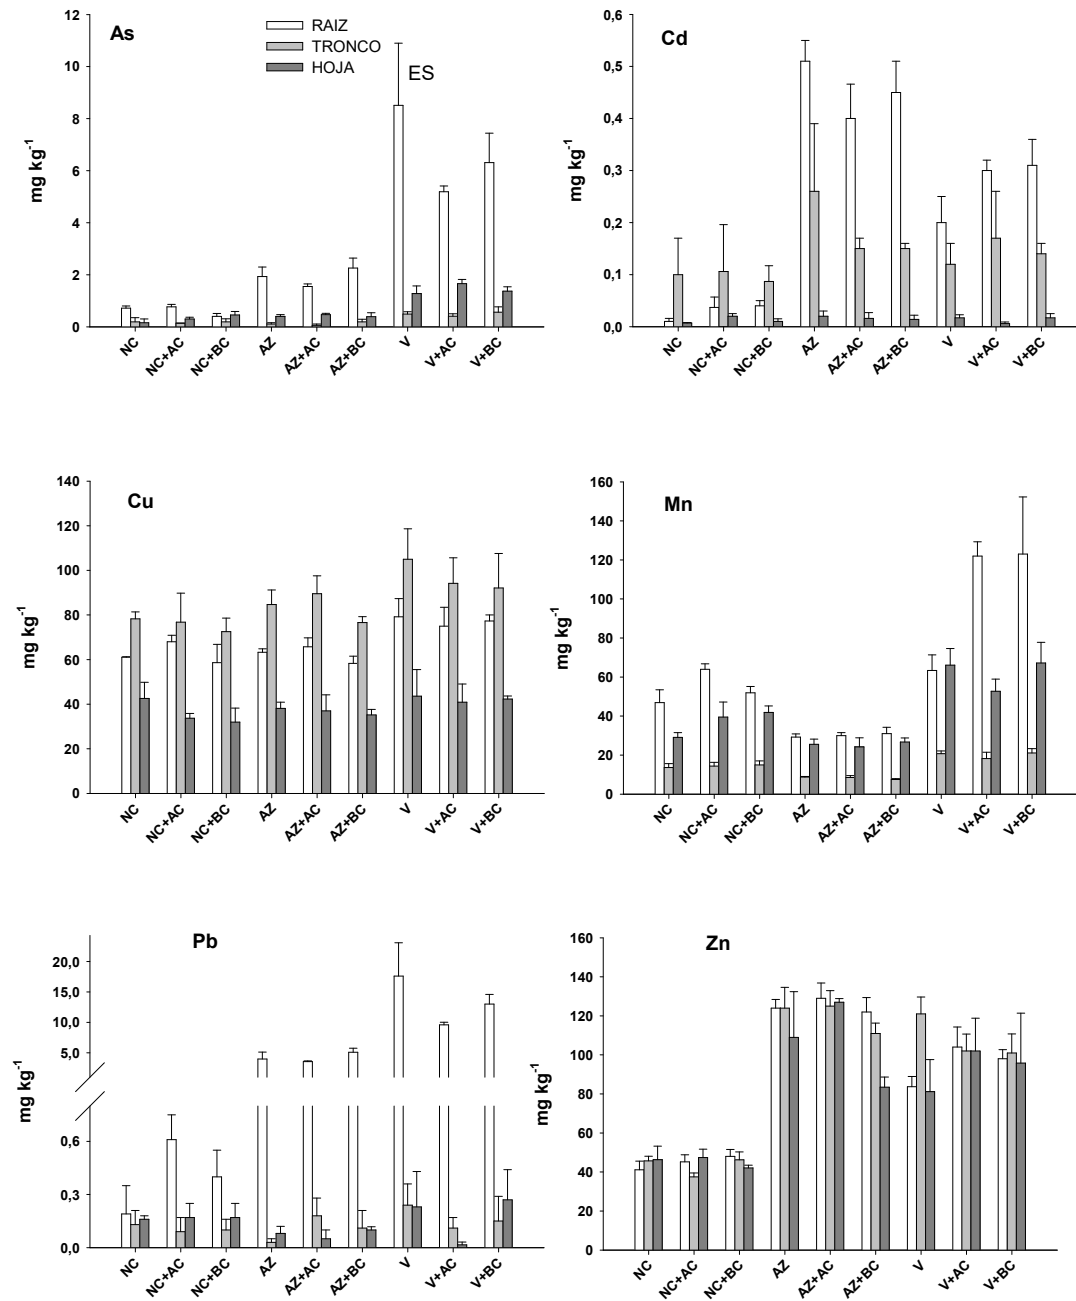 As
RAIZ
TRONCO
HOJA
ES
mg kg-1
12
10
8
6
4
2
0
NC
NC+AC
NC+BC
AZ
AZ+AC
AZ+BC
V
V+AC
V+BC
Cd
mg kg-1
0,6
0,5
0,4
0,3
0,2
0,1
0,0
NC
NC+AC
NC+BC
AZ
AZ+AC
AZ+BC
V
V+AC
V+BC
Cu
mg kg-1
140
120
100
80
60
40
20
0
NC
NC+AC
NC+BC
AZ
AZ+AC
AZ+BC
V
V+AC
V+BC
Mn
mg kg-1
160
140
120
100
80
60
40
20
0
NC
NC+AC
NC+BC
AZ
AZ+AC
AZ+BC
V
V+AC
V+BC
Pb
mg kg-1
20,0
15,0
10,0
5,0
mg kg-1
0,6
0,3
0,0
NC
NC+AC
NC+BC
AZ
AZ+AC
AZ+BC
V
V+AC
V+BC
Zn
mg kg-1
160
140
120
100
80
60
40
20
0
NC
NC+AC
NC+BC
AZ
AZ+AC
AZ+BC
V
V+AC
V+BC